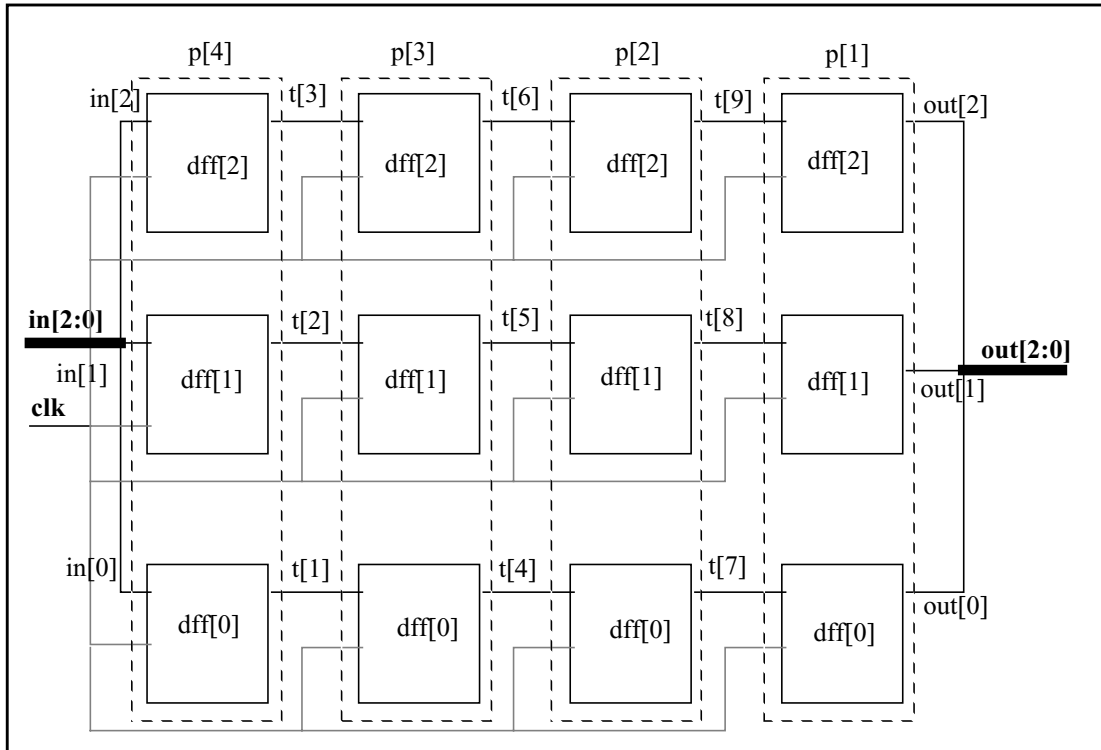 p[4] p[3] p[2] p[1]
in[2] t[3] t[6] t[9] out[2]
dff[2] dff[2] dff[2] dff[2]
in[2:0] t[2] t[5] t[8] out[2:0]
in[1] dff[1] dff[1] dff[1] dff[1] out[1]
clk
in[0] t[1] t[4] t[7] out[0]
dff[0] dff[0] dff[0] dff[0]